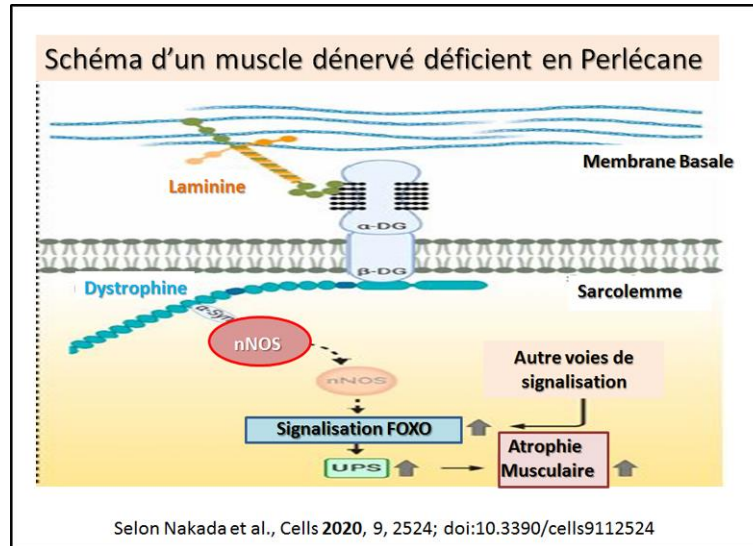 Schéma d'un muscle dénervé déficient en Perlécane
Membrane Basale
Laminine
α-DG
β-DG
Dystrophine
Sarcolemme
α-Syn
nNOS
nNOS
Autre voies de
signalisation
Signalisation FOXO
Atrophie
Musculaire
UPS
Selon Nakada et al., Cells 2020, 9, 2524; doi:10.3390/cells9112524